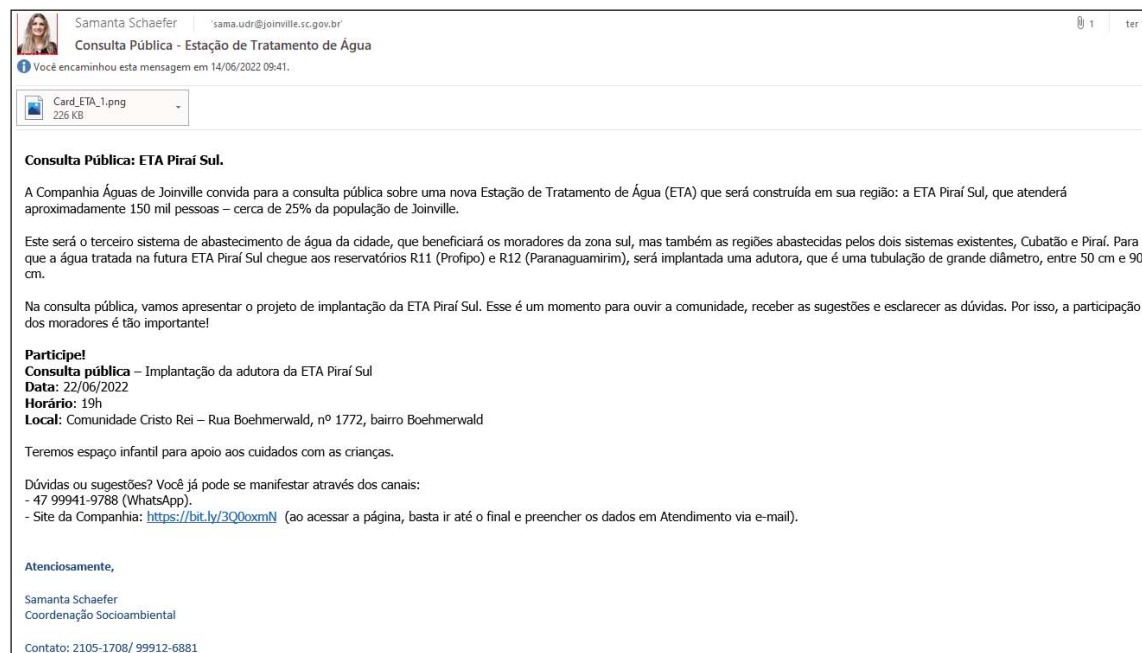 Samanta Schaefer 'sama.udr@joinville.sc.gov.br' 1 ter
Consulta Pública - Estação de Tratamento de Água
Você encaminhou esta mensagem em 14/06/2022 09:41.
Card_ETA_1.png
226 KB
Consulta Pública: ETA Piraí Sul.
A Companhia Águas de Joinville convida para a consulta pública sobre uma nova Estação de Tratamento de Água (ETA) que será construída em sua região: a ETA Piraí Sul, que atenderá
aproximadamente 150 mil pessoas – cerca de 25% da população de Joinville.
Este será o terceiro sistema de abastecimento de água da cidade, que beneficiará os moradores da zona sul, mas também as regiões abastecidas pelos dois sistemas existentes, Cubatão e Piraí. Para
que a água tratada na futura ETA Piraí Sul chegue aos reservatórios R11 (Profipo) e R12 (Paranaguamirim), será implantada uma adutora, que é uma tubulação de grande diâmetro, entre 50 cm e 90
cm.
Na consulta pública, vamos apresentar o projeto de implantação da ETA Piraí Sul. Esse é um momento para ouvir a comunidade, receber as sugestões e esclarecer as dúvidas. Por isso, a participação
dos moradores é tão importante!
Participe!
Consulta pública – Implantação da adutora da ETA Piraí Sul
Data: 22/06/2022
Horário: 19h
Local: Comunidade Cristo Rei – Rua Boehmerwald, nº 1772, bairro Boehmerwald
Teremos espaço infantil para apoio aos cuidados com as crianças.
Dúvidas ou sugestões? Você já pode se manifestar através dos canais:
- 47 99941-9788 (WhatsApp).
- Site da Companhia: https://bit.ly/3Q0oxmN (ao acessar a página, basta ir até o final e preencher os dados em Atendimento via e-mail).
Atenciosamente,
Samanta Schaefer
Coordenação Socioambiental
Contato: 2105-1708/ 99912-6881